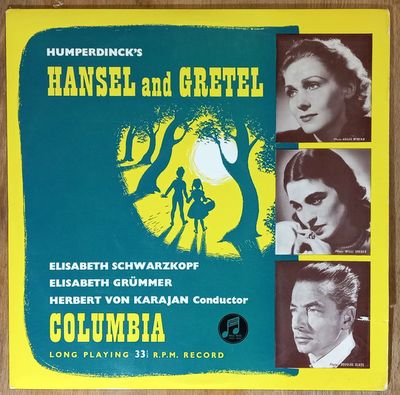 HUMPERDINCK'S
HANSEL and GRETEL
ELISABETH SCHWARZKOPF
ELISABETH GRÜMMER
HERBERT VON KARAJAN Conductor
COLUMBIA
LONG PLAYING 33⅓ R.P.M. RECORD